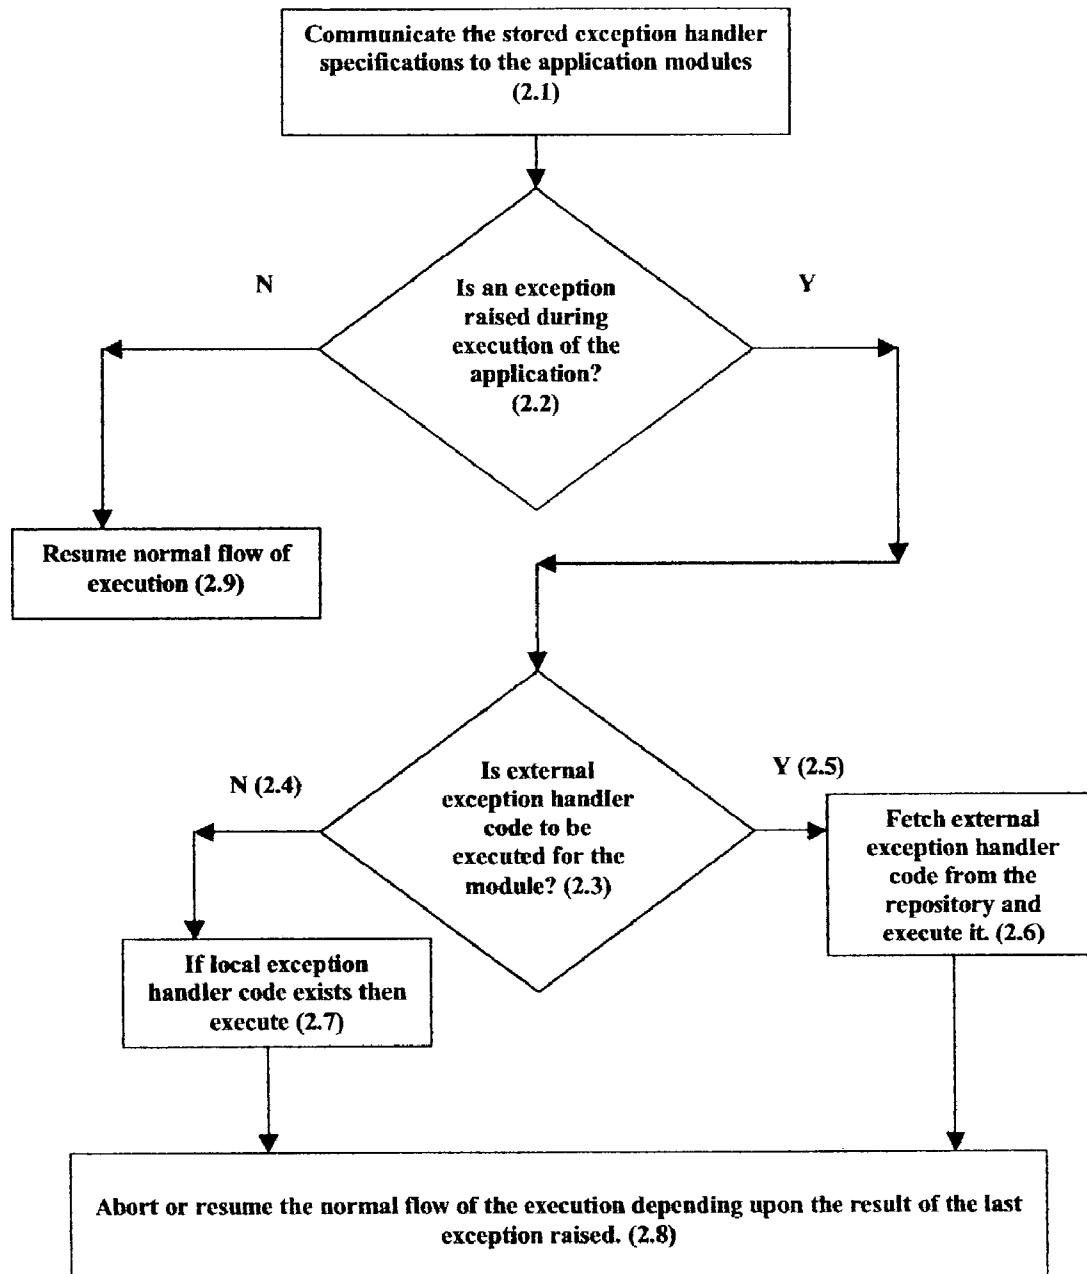 Communicate the stored exception handler
specifications to the application modules
(2.1)
N
Y
Is an exception
raised during
execution of the
application?
(2.2)
Resume normal flow of
execution (2.9)
N (2.4)
Y (2.5)
Is external
exception handler
code to be
executed for the
module? (2.3)
Fetch external
exception handler
code from the
repository and
execute it. (2.6)
If local exception
handler code exists then
execute (2.7)
Abort or resume the normal flow of the execution depending upon the result of the last
exception raised. (2.8)